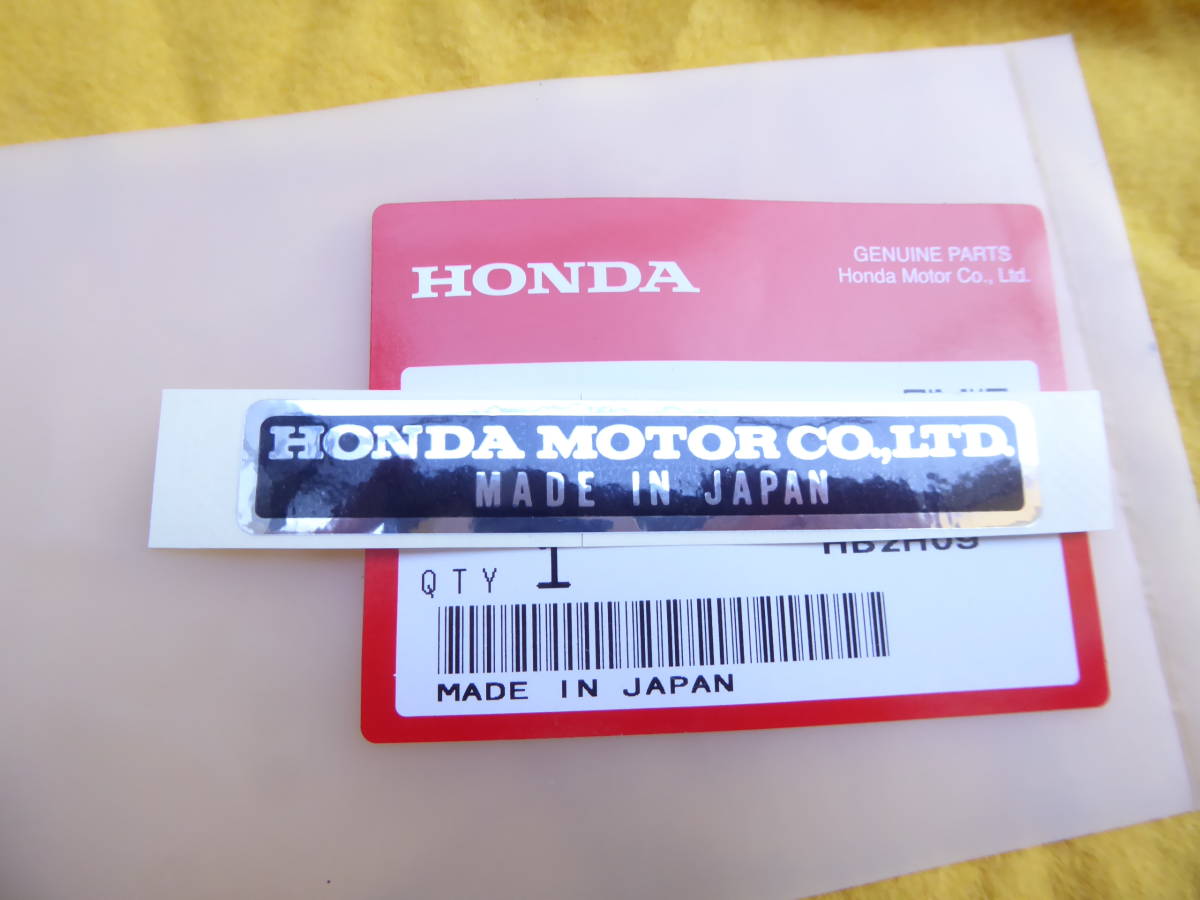 HONDA
GENUINE PARTS
Honda Motor Co., Ltd.
HONDA MOTOR CO.,LTD.
MADE IN JAPAN
HB2H09
QTY 1
MADE IN JAPAN